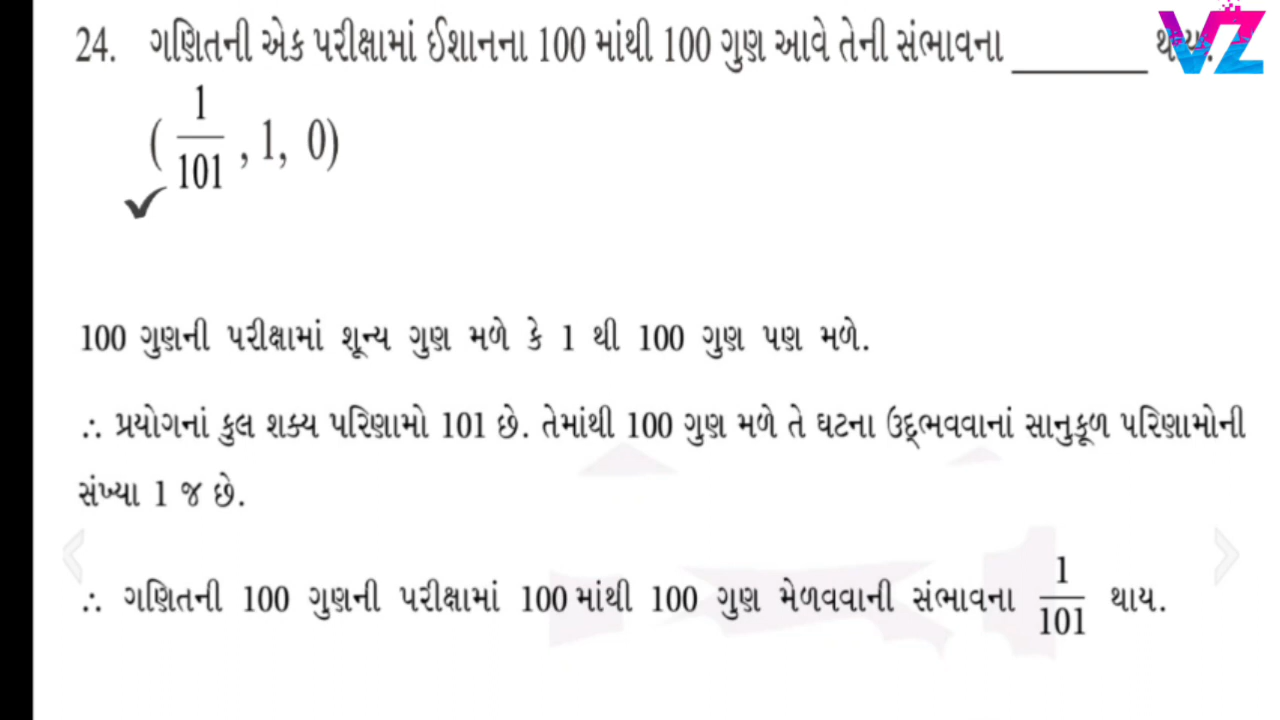 24. ગણિતની એક પરીક્ષામાં ઈશાનના 100 માંથી 100 ગુણ આવે તેની સંભાવના ________ થાય.
VZ
( 1/101 , 1, 0)
100 ગુણની પરીક્ષામાં શૂન્ય ગુણ મળે કે 1 થી 100 ગુણ પણ મળે.
∴ પ્રયોગનાં કુલ શક્ય પરિણામો 101 છે. તેમાંથી 100 ગુણ મળે તે ઘટના ઉદ્ભવવાનાં સાનુકૂળ પરિણામોની
સંખ્યા 1 જ છે.
∴ ગણિતની 100 ગુણની પરીક્ષામાં 100 માંથી 100 ગુણ મેળવવાની સંભાવના 1/101 થાય.